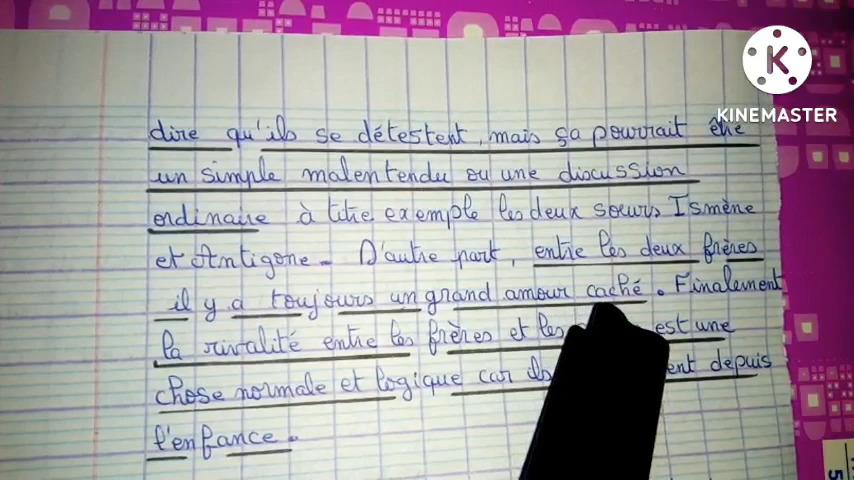 KINEMASTER
dire qu'ils se détestent, mais ça pourrait être
un simple malentendu ou une discussion
ordinaire à titre exemple les deux sœurs Ismène
et Antigone. D'autre part, entre les deux frères
il y a toujours un grand amour caché. Finalement
la rivalité entre les frères et les est une
chose normale et logique car ils depuis
l'enfance.